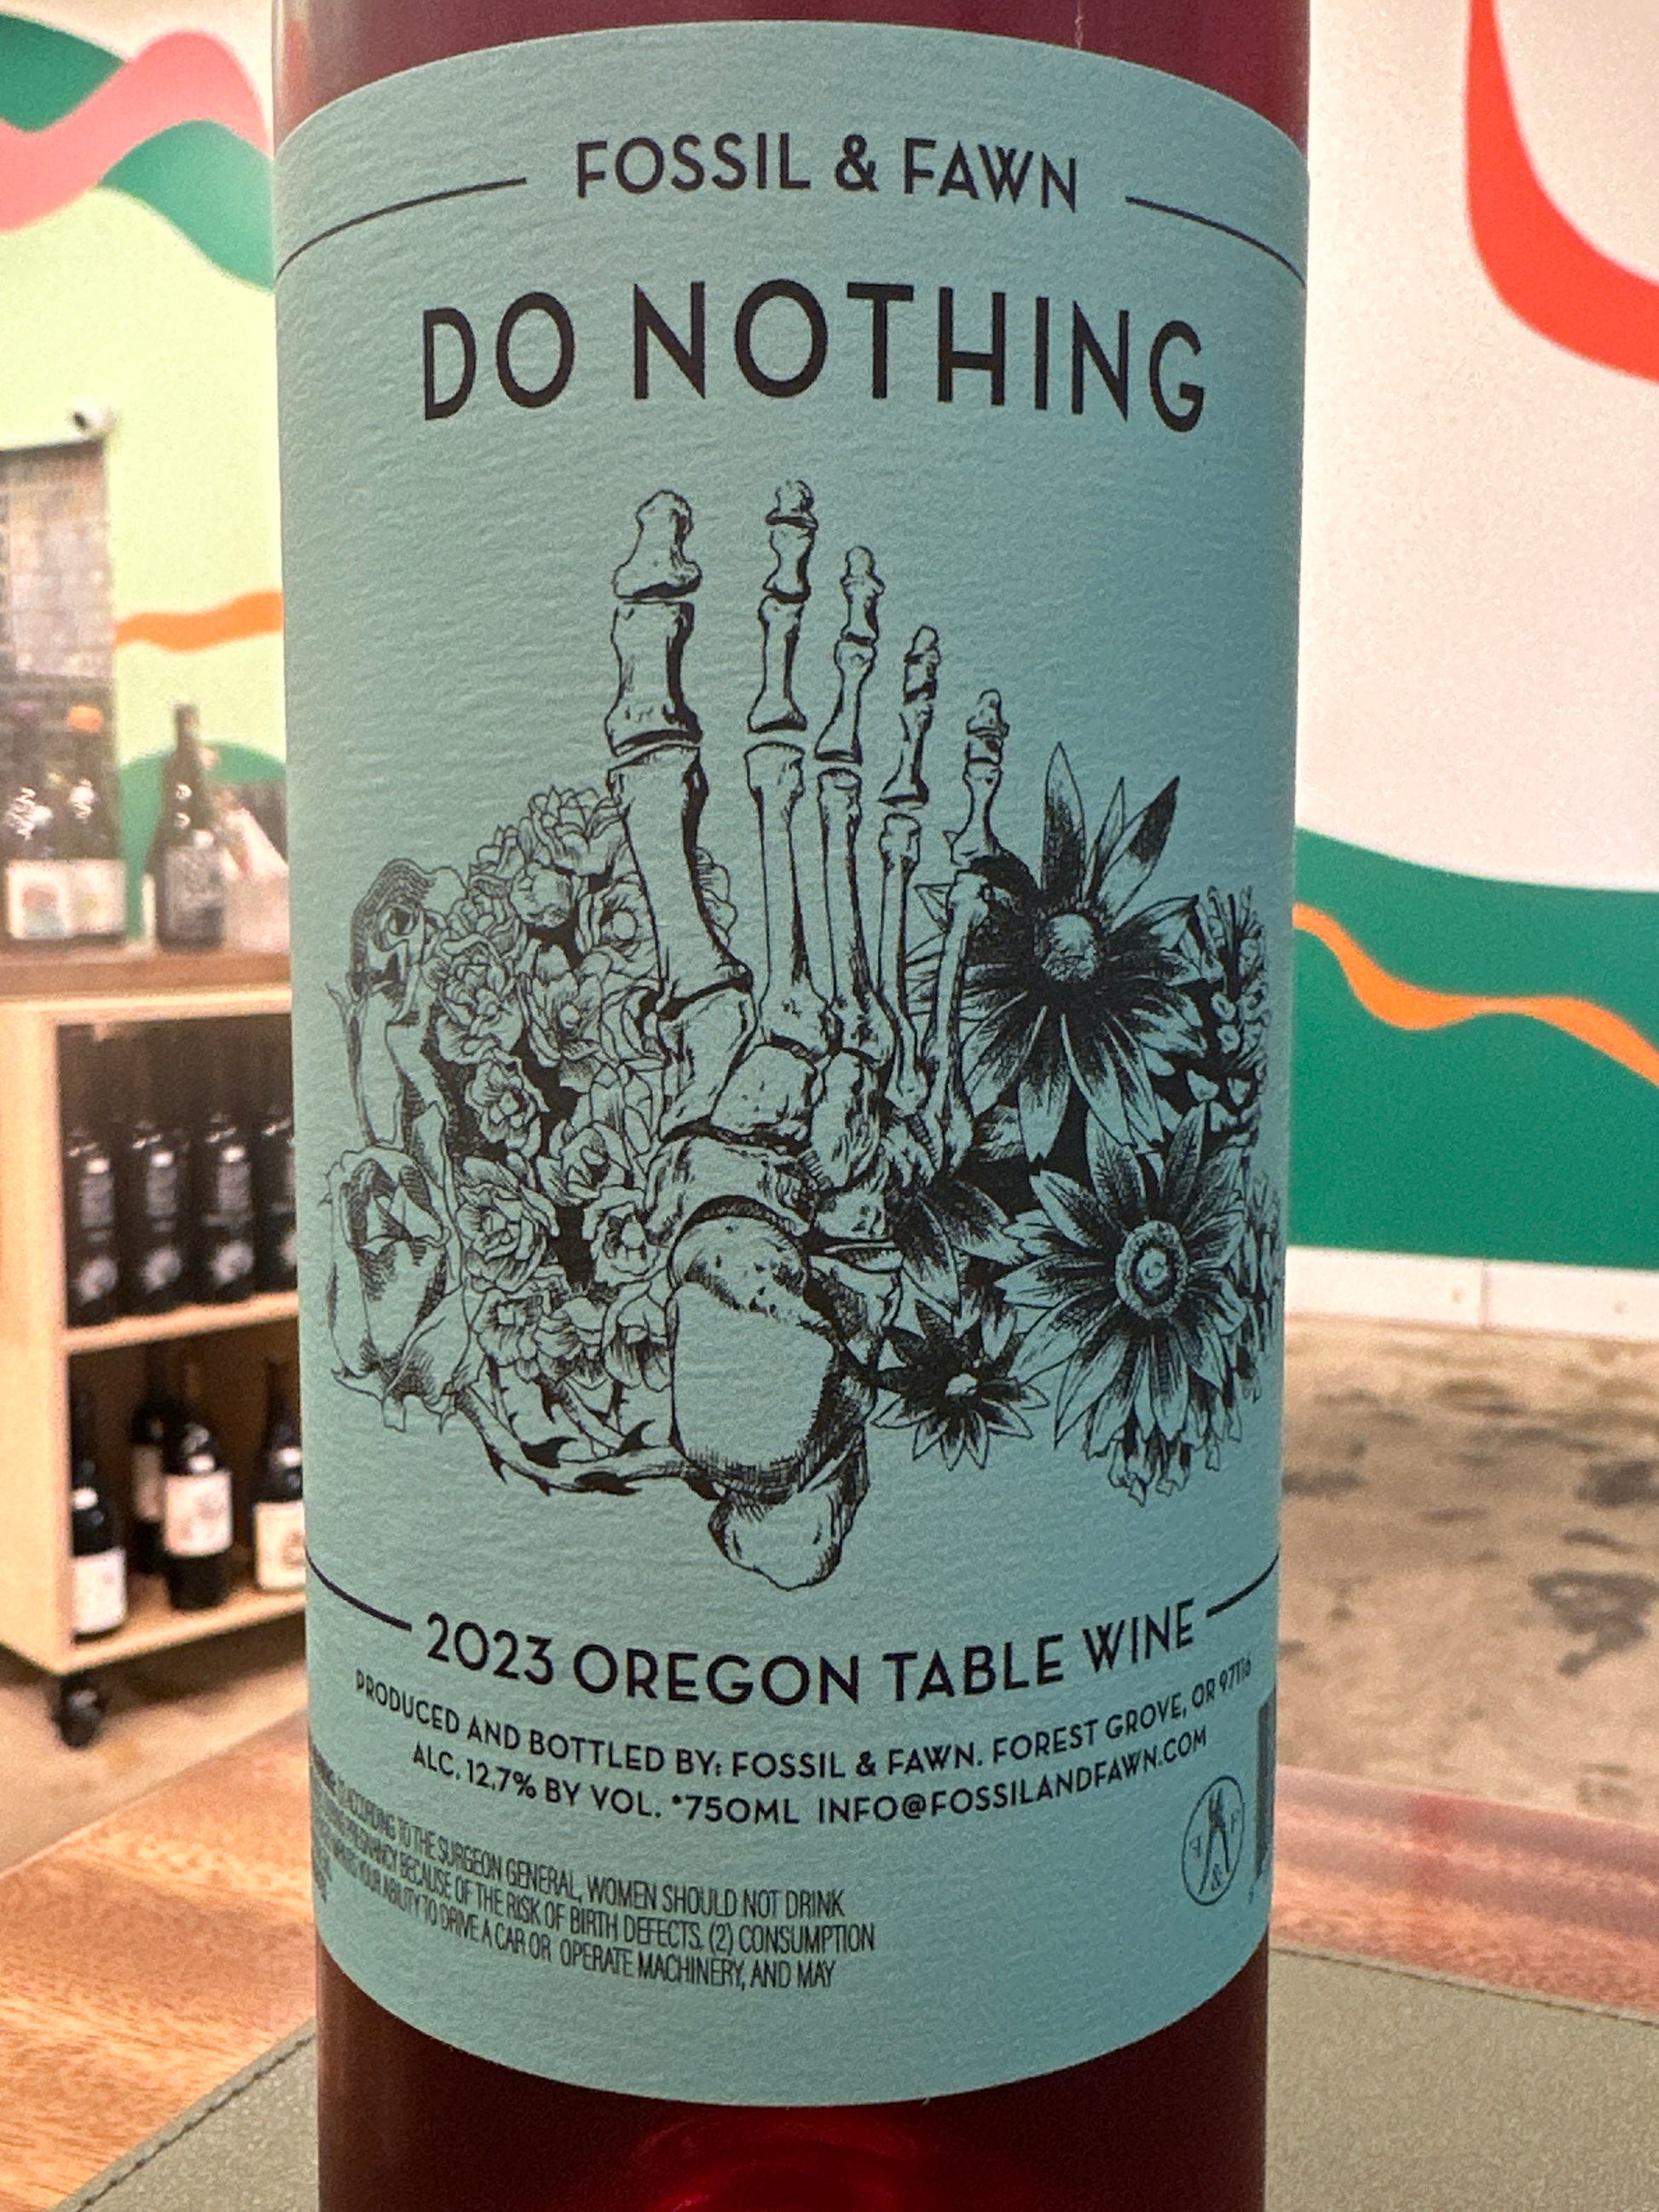 FOSSIL & FAWN
DO NOTHING
2023 OREGON TABLE WINE
PRODUCED AND BOTTLED BY: FOSSIL & FAWN. FOREST GROVE, OR 97116
ALC. 12.7% BY VOL. *750ML INFO@FOSSILANDFAWN.COM
ACCORDING TO THE SURGEON GENERAL, WOMEN SHOULD NOT DRINK
PREGNANCY BECAUSE OF THE RISK OF BIRTH DEFECTS. (2) CONSUMPTION
YOUR ABILITY TO DRIVE A CAR OR OPERATE MACHINERY, AND MAY
F & F